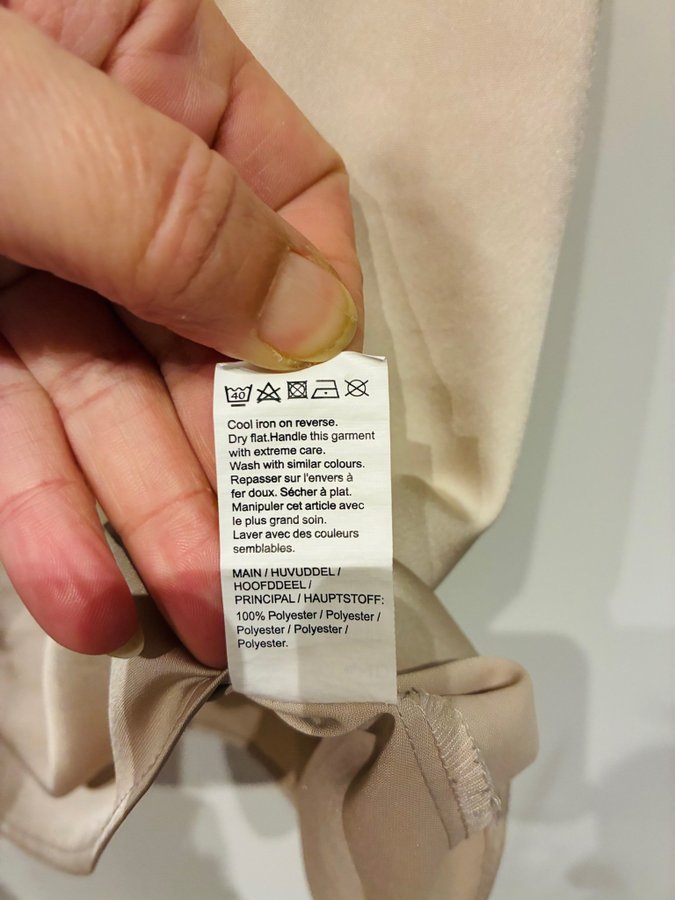 40
Cool iron on reverse.
Dry flat.Handle this garment
with extreme care.
Wash with similar colours.
Repasser sur l'envers à
fer doux. Sécher à plat.
Manipuler cet article avec
le plus grand soin.
Laver avec des couleurs
semblables.
MAIN / HUVUDDEL /
HOOFDDEEL /
PRINCIPAL / HAUPTSTOFF:
100% Polyester / Polyester /
Polyester / Polyester /
Polyester.